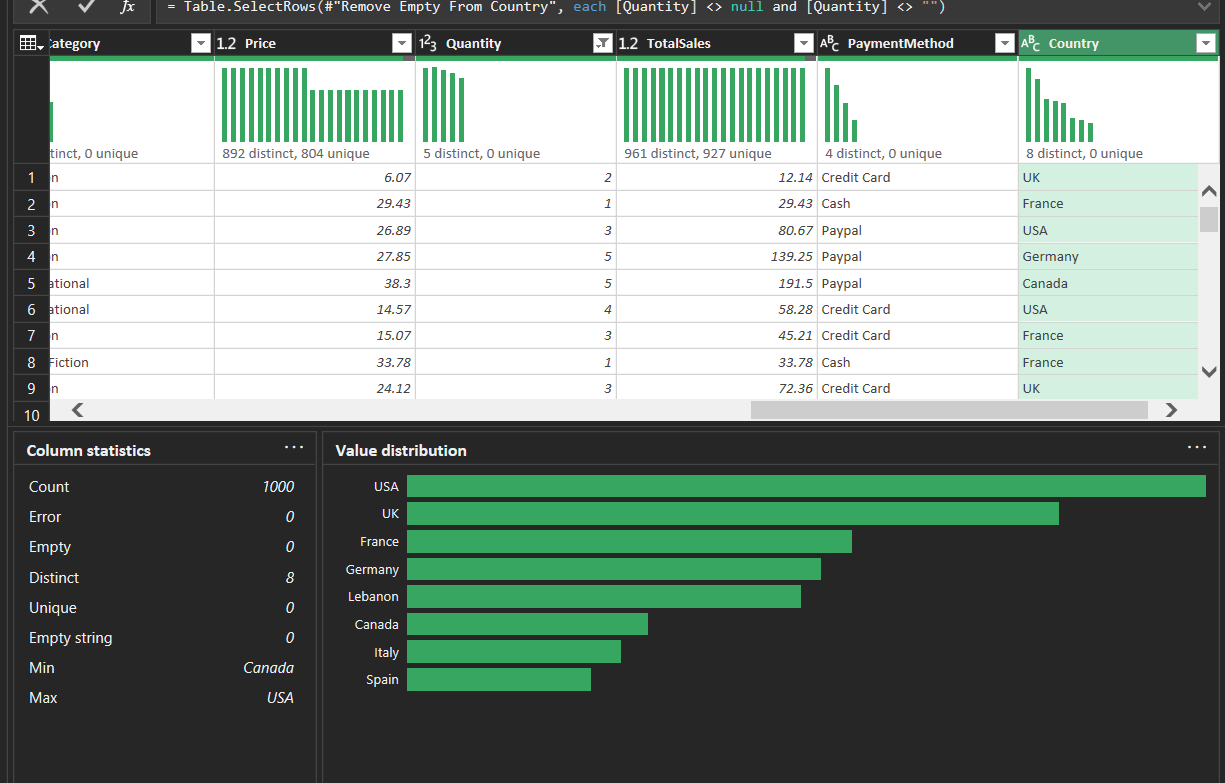 fx = Table.SelectRows(#"Remove Empty From Country", each [Quantity] <> null and [Quantity] <> "")
Category 1.2 Price 123 Quantity 1.2 TotalSales ABC PaymentMethod ABC Country
tinct, 0 unique 892 distinct, 804 unique 5 distinct, 0 unique 961 distinct, 927 unique 4 distinct, 0 unique 8 distinct, 0 unique
1 n 6.07 2 12.14 Credit Card UK
2 n 29.43 1 29.43 Cash France
3 n 26.89 3 80.67 Paypal USA
4 n 27.85 5 139.25 Paypal Germany
5 ational 38.3 5 191.5 Paypal Canada
6 ational 14.57 4 58.28 Credit Card USA
7 n 15.07 3 45.21 Credit Card France
8 Fiction 33.78 1 33.78 Cash France
9 n 24.12 3 72.36 Credit Card UK
10
Column statistics ...
Count 1000
Error 0
Empty 0
Distinct 8
Unique 0
Empty string 0
Min Canada
Max USA
Value distribution ...
USA
UK
France
Germany
Lebanon
Canada
Italy
Spain